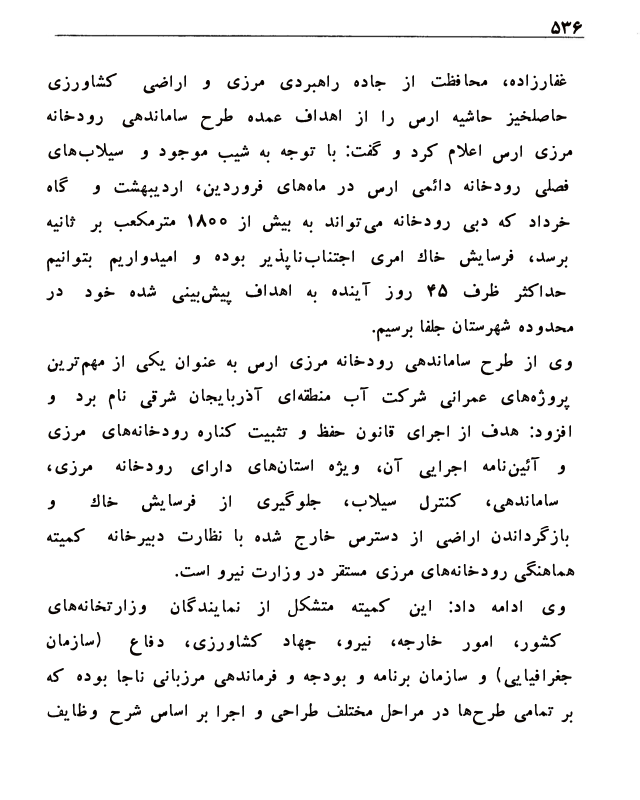 ۵۳۶
غفارزاده، محافظت از جاده راهبردی مرزی و اراضی کشاورزی
حاصلخیز حاشیه ارس را از اهداف عمده طرح ساماندهی رودخانه
مرزی ارس اعلام کرد و گفت: با توجه به شیب موجود و سیلاب‌های
فصلی رودخانه دائمی ارس در ماه‌های فروردین، اردیبهشت و گاه
خرداد که دبی رودخانه می‌تواند به بیش از ۱۸۰۰ مترمکعب بر ثانیه
برسد، فرسایش خاك امری اجتناب‌ناپذیر بوده و امیدواریم بتوانیم
حداکثر ظرف ۴۵ روز آینده به اهداف پیش‌بینی شده خود در
محدوده شهرستان جلفا برسیم.
وی از طرح ساماندهی رودخانه مرزی ارس به عنوان یکی از مهم‌ترین
پروژه‌های عمرانی شرکت آب منطقه‌ای آذربایجان شرقی نام برد و
افزود: هدف از اجرای قانون حفظ و تثبیت کناره رودخانه‌های مرزی
و آئین‌نامه اجرایی آن، ویژه استان‌های دارای رودخانه مرزی،
ساماندهی، کنترل سیلاب، جلوگیری از فرسایش خاك و
بازگرداندن اراضی از دسترس خارج شده با نظارت دبیرخانه کمیته
هماهنگی رودخانه‌های مرزی مستقر در وزارت نیرو است.
وی ادامه داد: این کمیته متشکل از نمایندگان وزارتخانه‌های
کشور، امور خارجه، نیرو، جهاد کشاورزی، دفاع (سازمان
جغرافیایی) و سازمان برنامه و بودجه و فرماندهی مرزبانی ناجا بوده که
بر تمامی طرح‌ها در مراحل مختلف طراحی و اجرا بر اساس شرح وظایف